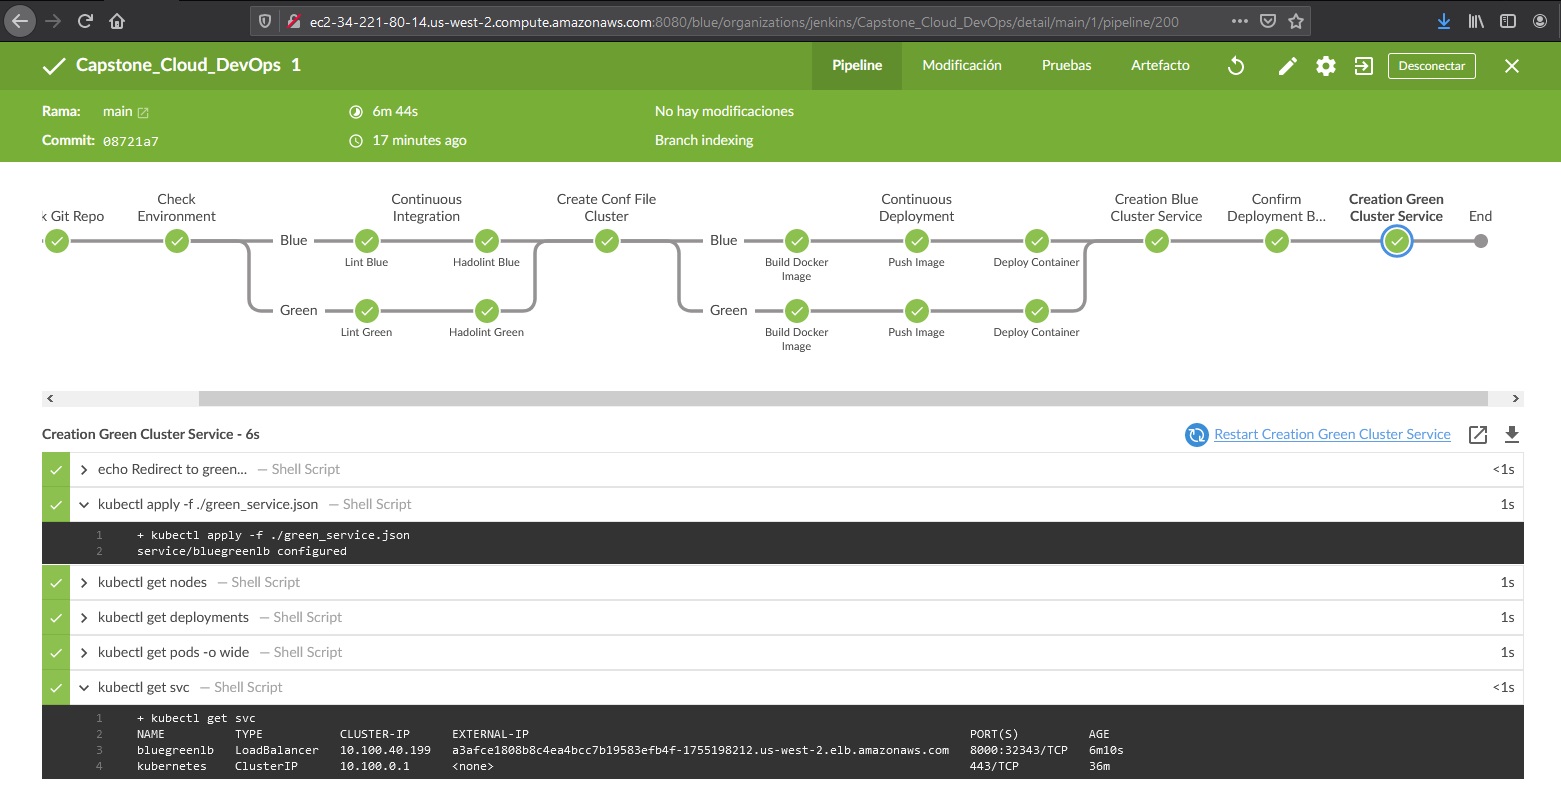 ec2-34-221-80-14.us-west-2.compute.amazonaws.com:8080/blue/organizations/jenkins/Capstone_Cloud_DevOps/detail/main/1/pipeline/200
Capstone_Cloud_DevOps 1
Pipeline Modificación Pruebas Artefacto Desconectar
Rama: main 6m 44s No hay modificaciones
Commit: 08721a7 17 minutes ago Branch indexing
Git Repo
Check
Environment
Continuous
Integration
Create Conf File
Cluster
Continuous
Deployment
Creation Blue
Cluster Service
Confirm
Deployment B...
Creation Green
Cluster Service
End
Blue
Lint Blue
Hadolint Blue
Blue
Build Docker
Image
Push Image
Deploy Container
Green
Lint Green
Hadolint Green
Green
Build Docker
Image
Push Image
Deploy Container
Creation Green Cluster Service - 6s Restart Creation Green Cluster Service
echo Redirect to green... — Shell Script <1s
kubectl apply -f ./green_service.json — Shell Script 1s
1 + kubectl apply -f ./green_service.json
2 service/bluegreenlb configured
kubectl get nodes — Shell Script 1s
kubectl get deployments — Shell Script 1s
kubectl get pods -o wide — Shell Script 1s
kubectl get svc — Shell Script <1s
1 + kubectl get svc
2 NAME TYPE CLUSTER-IP EXTERNAL-IP PORT(S) AGE
3 bluegreenlb LoadBalancer 10.100.40.199 a3afce1808b8c4ea4bcc7b19583efb4f-1755198212.us-west-2.elb.amazonaws.com 8000:32343/TCP 6m10s
4 kubernetes ClusterIP 10.100.0.1 <none> 443/TCP 36m